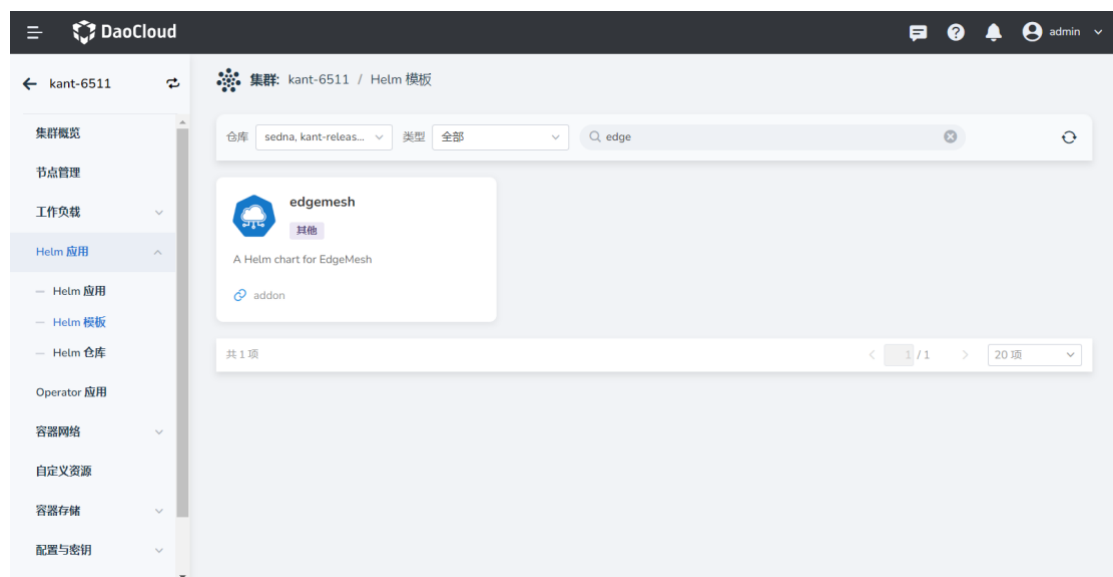 DaoCloud
admin
kant-6511
集群: kant-6511 / Helm 模板
集群概览
节点管理
工作负载
Helm 应用
Helm 应用
Helm 模板
Helm 仓库
Operator 应用
容器网络
自定义资源
容器存储
配置与密钥
仓库 sedna, kant-releas... 类型 全部 edge
edgemesh
其他
A Helm chart for EdgeMesh
addon
共 1 项
1 / 1
20 项